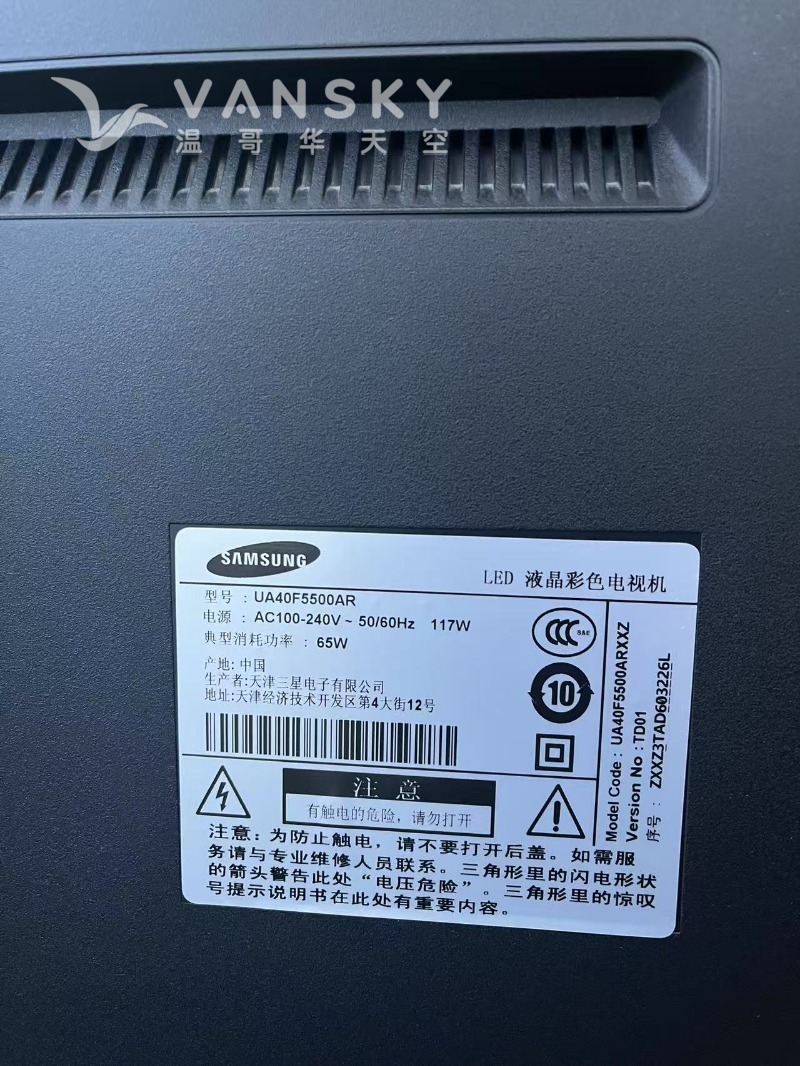 VANSKY
温哥华天空
SAMSUNG
LED 液晶彩色电视机
型号 : UA40F5500AR
电源 : AC100-240V ~ 50/60Hz 117W
典型消耗功率 : 65W
产地: 中国
生产者:天津三星电子有限公司
地址:天津经济技术开发区第4大街12号
CCC S&E
10
Model Code : UA40F5500ARXXZ
Version No : TD01
序号 : ZXXZ3TAD603226L
注 意
有触电的危险，请勿打开
注意: 为防止触电，请不要打开后盖。如需服
务请与专业维修人员联系。三角形里的闪电形状
的箭头警告此处“电压危险”。三角形里的惊叹
号提示说明书在此处有重要内容。